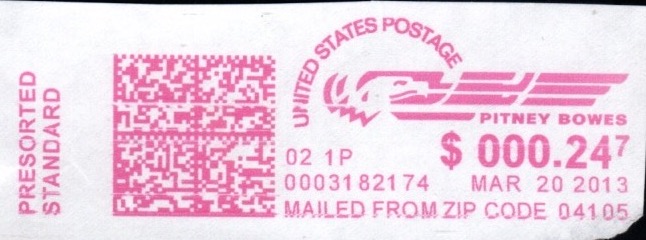 PRESORTED
STANDARD
UNITED STATES POSTAGE
PITNEY BOWES
02 1P
$ 000.24⁷
0003182174
MAR 20 2013
MAILED FROM ZIP CODE 04105